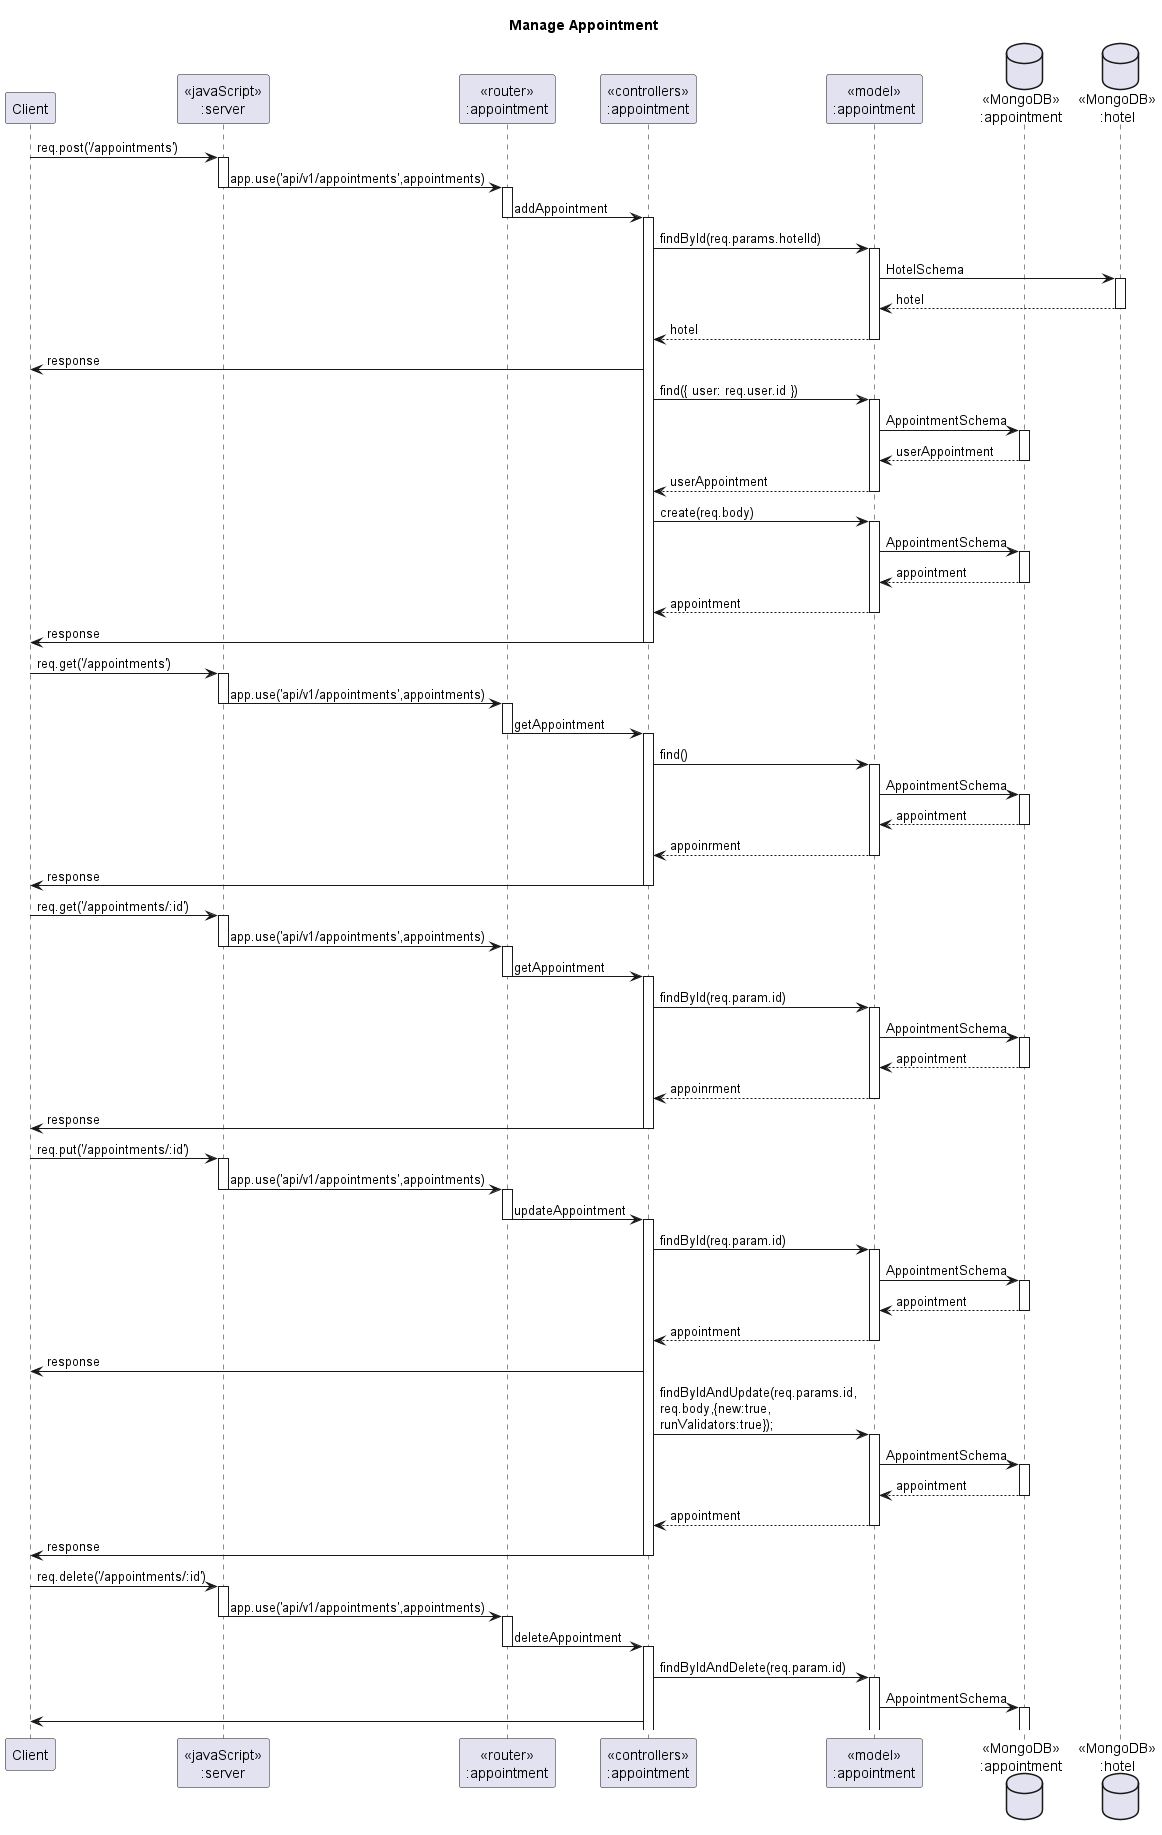 Manage Appointment
Client
«javaScript»
:server
«router»
:appointment
«controllers»
:appointment
«model»
:appointment
«MongoDB»
:appointment
«MongoDB»
:hotel
req.post('/appointments')
app.use('api/v1/appointments',appointments)
addAppointment
findById(req.params.hotelId)
HotelSchema
hotel
hotel
response
find({ user: req.user.id })
AppointmentSchema
userAppointment
userAppointment
create(req.body)
AppointmentSchema
appointment
appointment
response
req.get('/appointments')
app.use('api/v1/appointments',appointments)
getAppointment
find()
AppointmentSchema
appointment
appoinrment
response
req.get('/appointments/:id')
app.use('api/v1/appointments',appointments)
getAppointment
findById(req.param.id)
AppointmentSchema
appointment
appoinrment
response
req.put('/appointments/:id')
app.use('api/v1/appointments',appointments)
updateAppointment
findById(req.param.id)
AppointmentSchema
appointment
appointment
response
findByIdAndUpdate(req.params.id,
req.body,{new:true,
runValidators:true});
AppointmentSchema
appointment
appointment
response
req.delete('/appointments/:id')
app.use('api/v1/appointments',appointments)
deleteAppointment
findByIdAndDelete(req.param.id)
AppointmentSchema
Client
«javaScript»
:server
«router»
:appointment
«controllers»
:appointment
«model»
:appointment
«MongoDB»
:appointment
«MongoDB»
:hotel